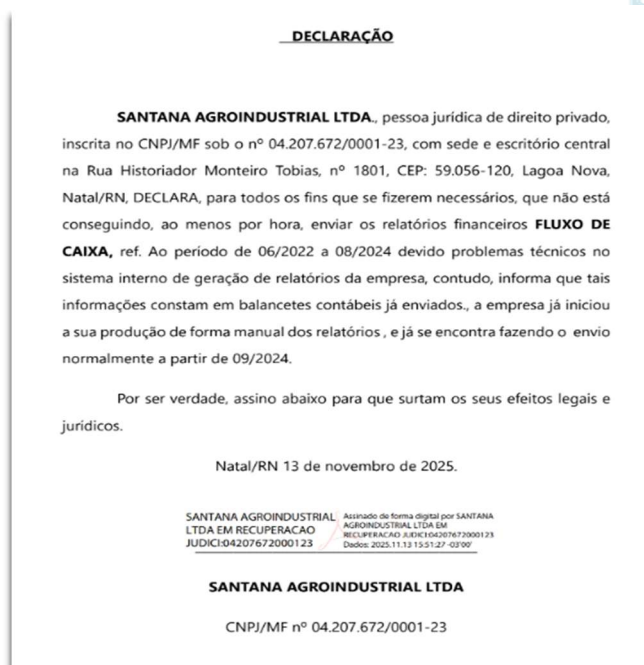 DECLARAÇÃO
SANTANA AGROINDUSTRIAL LTDA., pessoa jurídica de direito privado,
inscrita no CNPJ/MF sob o nº 04.207.672/0001-23, com sede e escritório central
na Rua Historiador Monteiro Tobias, nº 1801, CEP: 59.056-120, Lagoa Nova,
Natal/RN, DECLARA, para todos os fins que se fizerem necessários, que não está
conseguindo, ao menos por hora, enviar os relatórios financeiros FLUXO DE
CAIXA, ref. Ao período de 06/2022 a 08/2024 devido problemas técnicos no
sistema interno de geração de relatórios da empresa, contudo, informa que tais
informações constam em balancetes contábeis já enviados., a empresa já iniciou
a sua produção de forma manual dos relatórios , e já se encontra fazendo o envio
normalmente a partir de 09/2024.
Por ser verdade, assino abaixo para que surtam os seus efeitos legais e
jurídicos.
Natal/RN 13 de novembro de 2025.
SANTANA AGROINDUSTRIAL
LTDA EM RECUPERACAO
JUDICI:04207672000123
Assinado de forma digital por SANTANA
AGROINDUSTRIAL LTDA EM
RECUPERACAO JUDICI:04207672000123
Dados: 2025.11.13 15:51:27 -03'00'
SANTANA AGROINDUSTRIAL LTDA
CNPJ/MF nº 04.207.672/0001-23